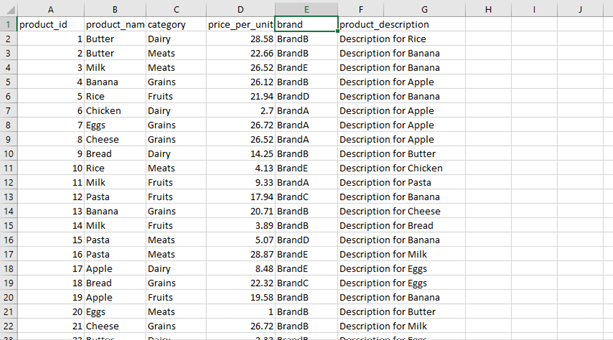 A B C D E F G H I J
1 product_id product_nam category price_per_unit brand product_description
2 1 Butter Dairy 28.58 BrandB Description for Rice
3 2 Butter Meats 22.66 BrandB Description for Banana
4 3 Milk Meats 26.52 BrandE Description for Banana
5 4 Banana Grains 26.12 BrandB Description for Apple
6 5 Rice Fruits 21.94 BrandD Description for Banana
7 6 Chicken Dairy 2.7 BrandA Description for Apple
8 7 Eggs Grains 26.72 BrandA Description for Apple
9 8 Cheese Grains 26.52 BrandA Description for Apple
10 9 Bread Dairy 14.25 BrandB Description for Butter
11 10 Rice Meats 4.13 BrandE Description for Chicken
12 11 Milk Fruits 9.33 BrandA Description for Pasta
13 12 Pasta Fruits 17.94 BrandC Description for Banana
14 13 Banana Grains 20.71 BrandB Description for Cheese
15 14 Milk Fruits 3.89 BrandB Description for Bread
16 15 Pasta Meats 5.07 BrandD Description for Banana
17 16 Pasta Meats 28.87 BrandE Description for Milk
18 17 Apple Dairy 8.48 BrandE Description for Eggs
19 18 Bread Grains 22.32 BrandC Description for Eggs
20 19 Apple Fruits 19.58 BrandB Description for Banana
21 20 Eggs Meats 1 BrandB Description for Butter
22 21 Cheese Grains 26.72 BrandB Description for Milk